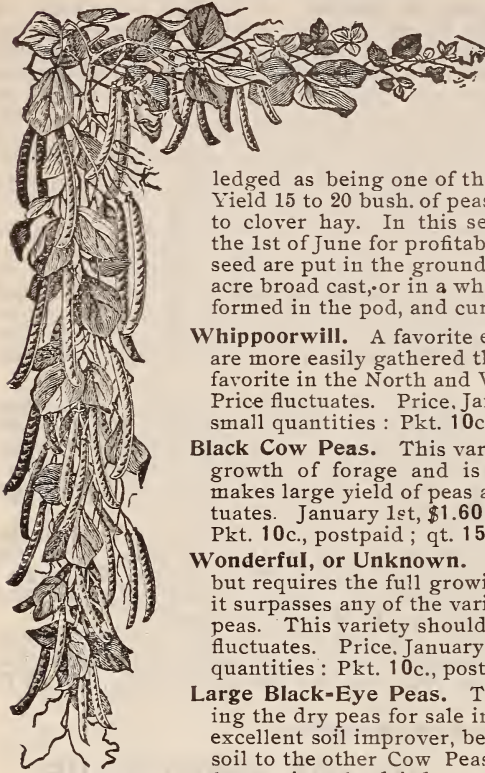 ledged as being one of th
Yield 15 to 20 bush. of peas
to clover hay. In this se
the 1st of June for profitab
seed are put in the ground
acre broad cast, or in a wh
formed in the pod, and cur
Whippoorwill. A favorite e
are more easily gathered th
favorite in the North and V
Price fluctuates. Price, Jan
small quantities : Pkt. 10c
Black Cow Peas. This var
growth of forage and is
makes large yield of peas a
tuates. January 1st, $1.60
Pkt. 10c., postpaid ; qt. 15
Wonderful, or Unknown.
but requires the full growi
it surpasses any of the vari
peas. This variety should
fluctuates. Price, January
quantities : Pkt. 10c., post
Large Black-Eye Peas. T
ing the dry peas for sale in
excellent soil improver, be
soil to the other Cow Peas